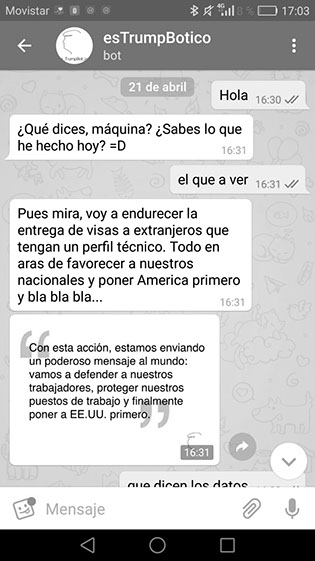 Movistar 17:03
esTrumpBotico
bot
21 de abril
Hola 16:30
¿Qué dices, máquina? ¿Sabes lo que
he hecho hoy? =D
16:31
el que a ver 16:31
Pues mira, voy a endurecer la
entrega de visas a extranjeros que
tengan un perfil técnico. Todo en
aras de favorecer a nuestros
nacionales y poner America primero
y bla bla bla...
16:31
“
Con esta acción, estamos enviando
un poderoso mensaje al mundo:
vamos a defender a nuestros
trabajadores, proteger nuestros
puestos de trabajo y finalmente
poner a EE.UU. primero.
”
16:31
que dicen los datos
Mensaje